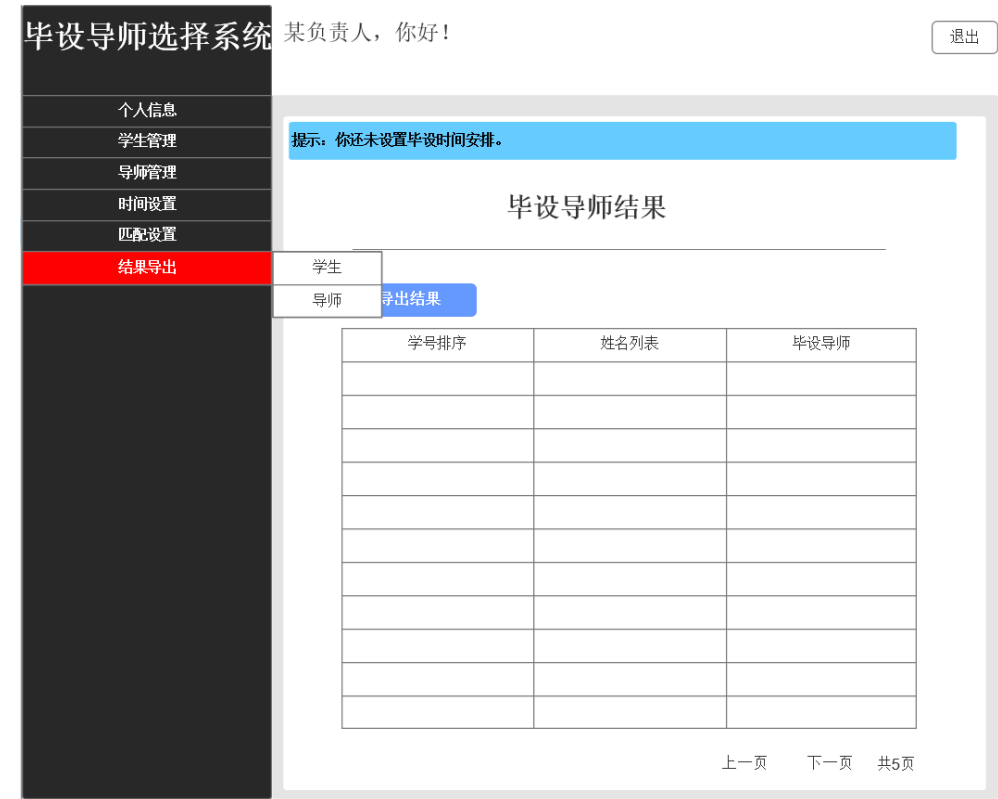 毕设导师选择系统
某负责人，你好！
退出
个人信息
学生管理
导师管理
时间设置
匹配设置
结果导出
学生
导师
提示：你还未设置毕设时间安排。
毕设导师结果
导出结果
学号排序
姓名列表
毕设导师
上一页
下一页
共5页